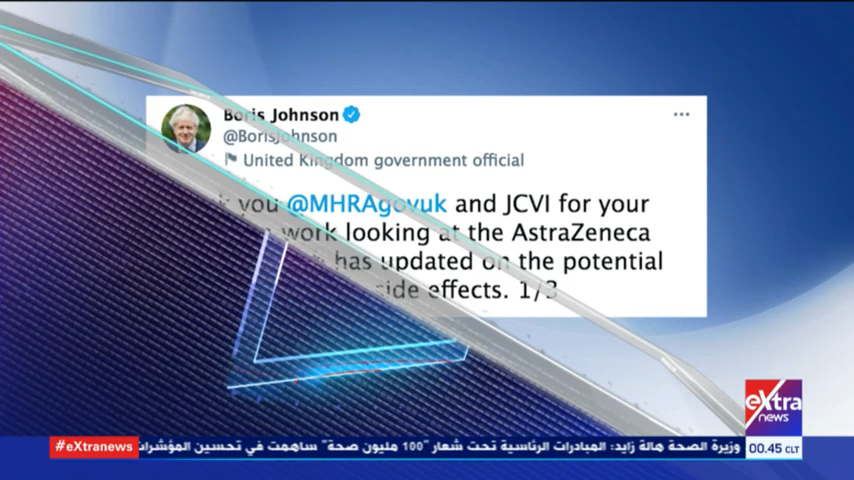 Boris Johnson
@BorisJohnson
United Kingdom government official
you @MHRAgovuk and JCVI for your
work looking at the AstraZeneca
has updated on the potential
side effects. 1/3
eXtra
news
#eXtranews
وزيرة الصحة هالة زايد: المبادرات الرئاسية تحت شعار "100 مليون صحة" ساهمت في تحسين المؤشرات
00.45 CLT